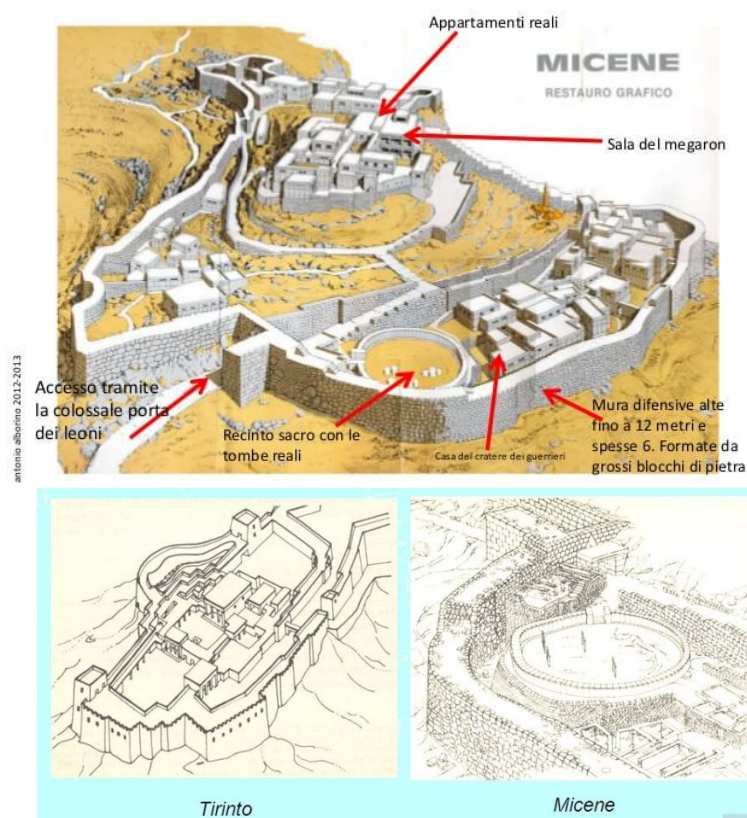 Appartamenti reali
MICENE
RESTAURO GRAFICO
Sala del megaron
antonio alborino 2012-2013
Accesso tramite
la colossale porta
dei leoni
Recinto sacro con le
tombe reali
Casa del cratere dei guerrieri
Mura difensive alte
fino a 12 metri e
spesse 6. Formate da
grossi blocchi di pietra
Tirinto
Micene